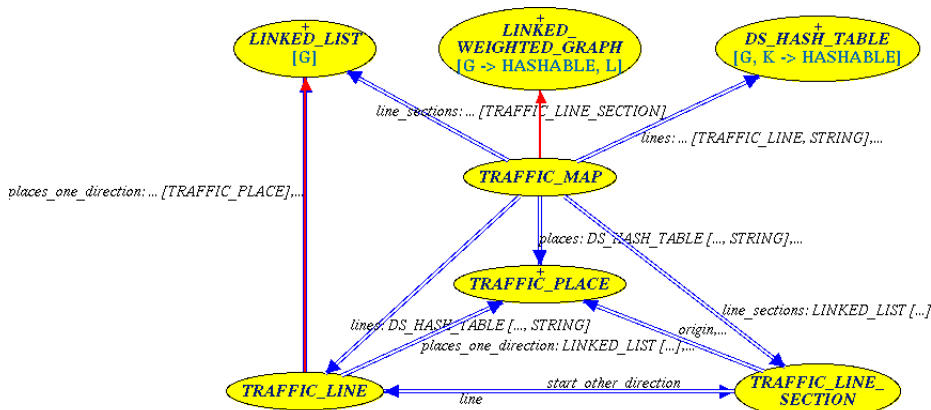 +
LINKED_LIST
[G]
+
LINKED_
WEIGHTED_GRAPH
[G -> HASHABLE, L]
+
DS_HASH_TABLE
[G, K -> HASHABLE]
line_sections: ... [TRAFFIC_LINE_SECTION]
lines: ... [TRAFFIC_LINE, STRING],...
TRAFFIC_MAP
places_one_direction: ... [TRAFFIC_PLACE],...
places: DS_HASH_TABLE [..., STRING],...
+
TRAFFIC_PLACE
line_sections: LINKED_LIST [...]
lines: DS_HASH_TABLE [..., STRING]
origin,...
places_one_direction: LINKED_LIST [...],...
TRAFFIC_LINE
start_other_direction
line
TRAFFIC_LINE_
SECTION